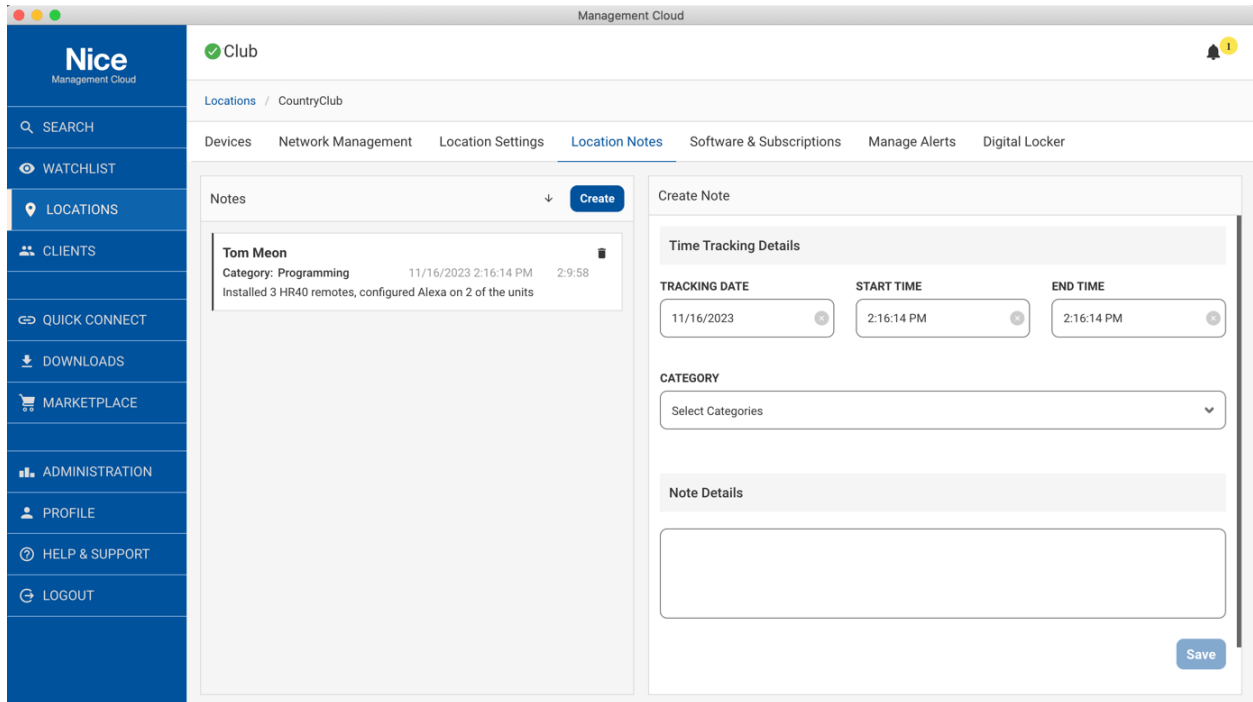 Management Cloud
Nice
Management Cloud
SEARCH
WATCHLIST
LOCATIONS
CLIENTS
QUICK CONNECT
DOWNLOADS
MARKETPLACE
ADMINISTRATION
PROFILE
HELP & SUPPORT
LOGOUT
Club
1
Locations / CountryClub
Devices Network Management Location Settings Location Notes Software & Subscriptions Manage Alerts Digital Locker
Notes Create
Tom Meon
Category: Programming 11/16/2023 2:16:14 PM 2:9:58
Installed 3 HR40 remotes, configured Alexa on 2 of the units
Create Note
Time Tracking Details
TRACKING DATE START TIME END TIME
11/16/2023 2:16:14 PM 2:16:14 PM
CATEGORY
Select Categories
Note Details
Save